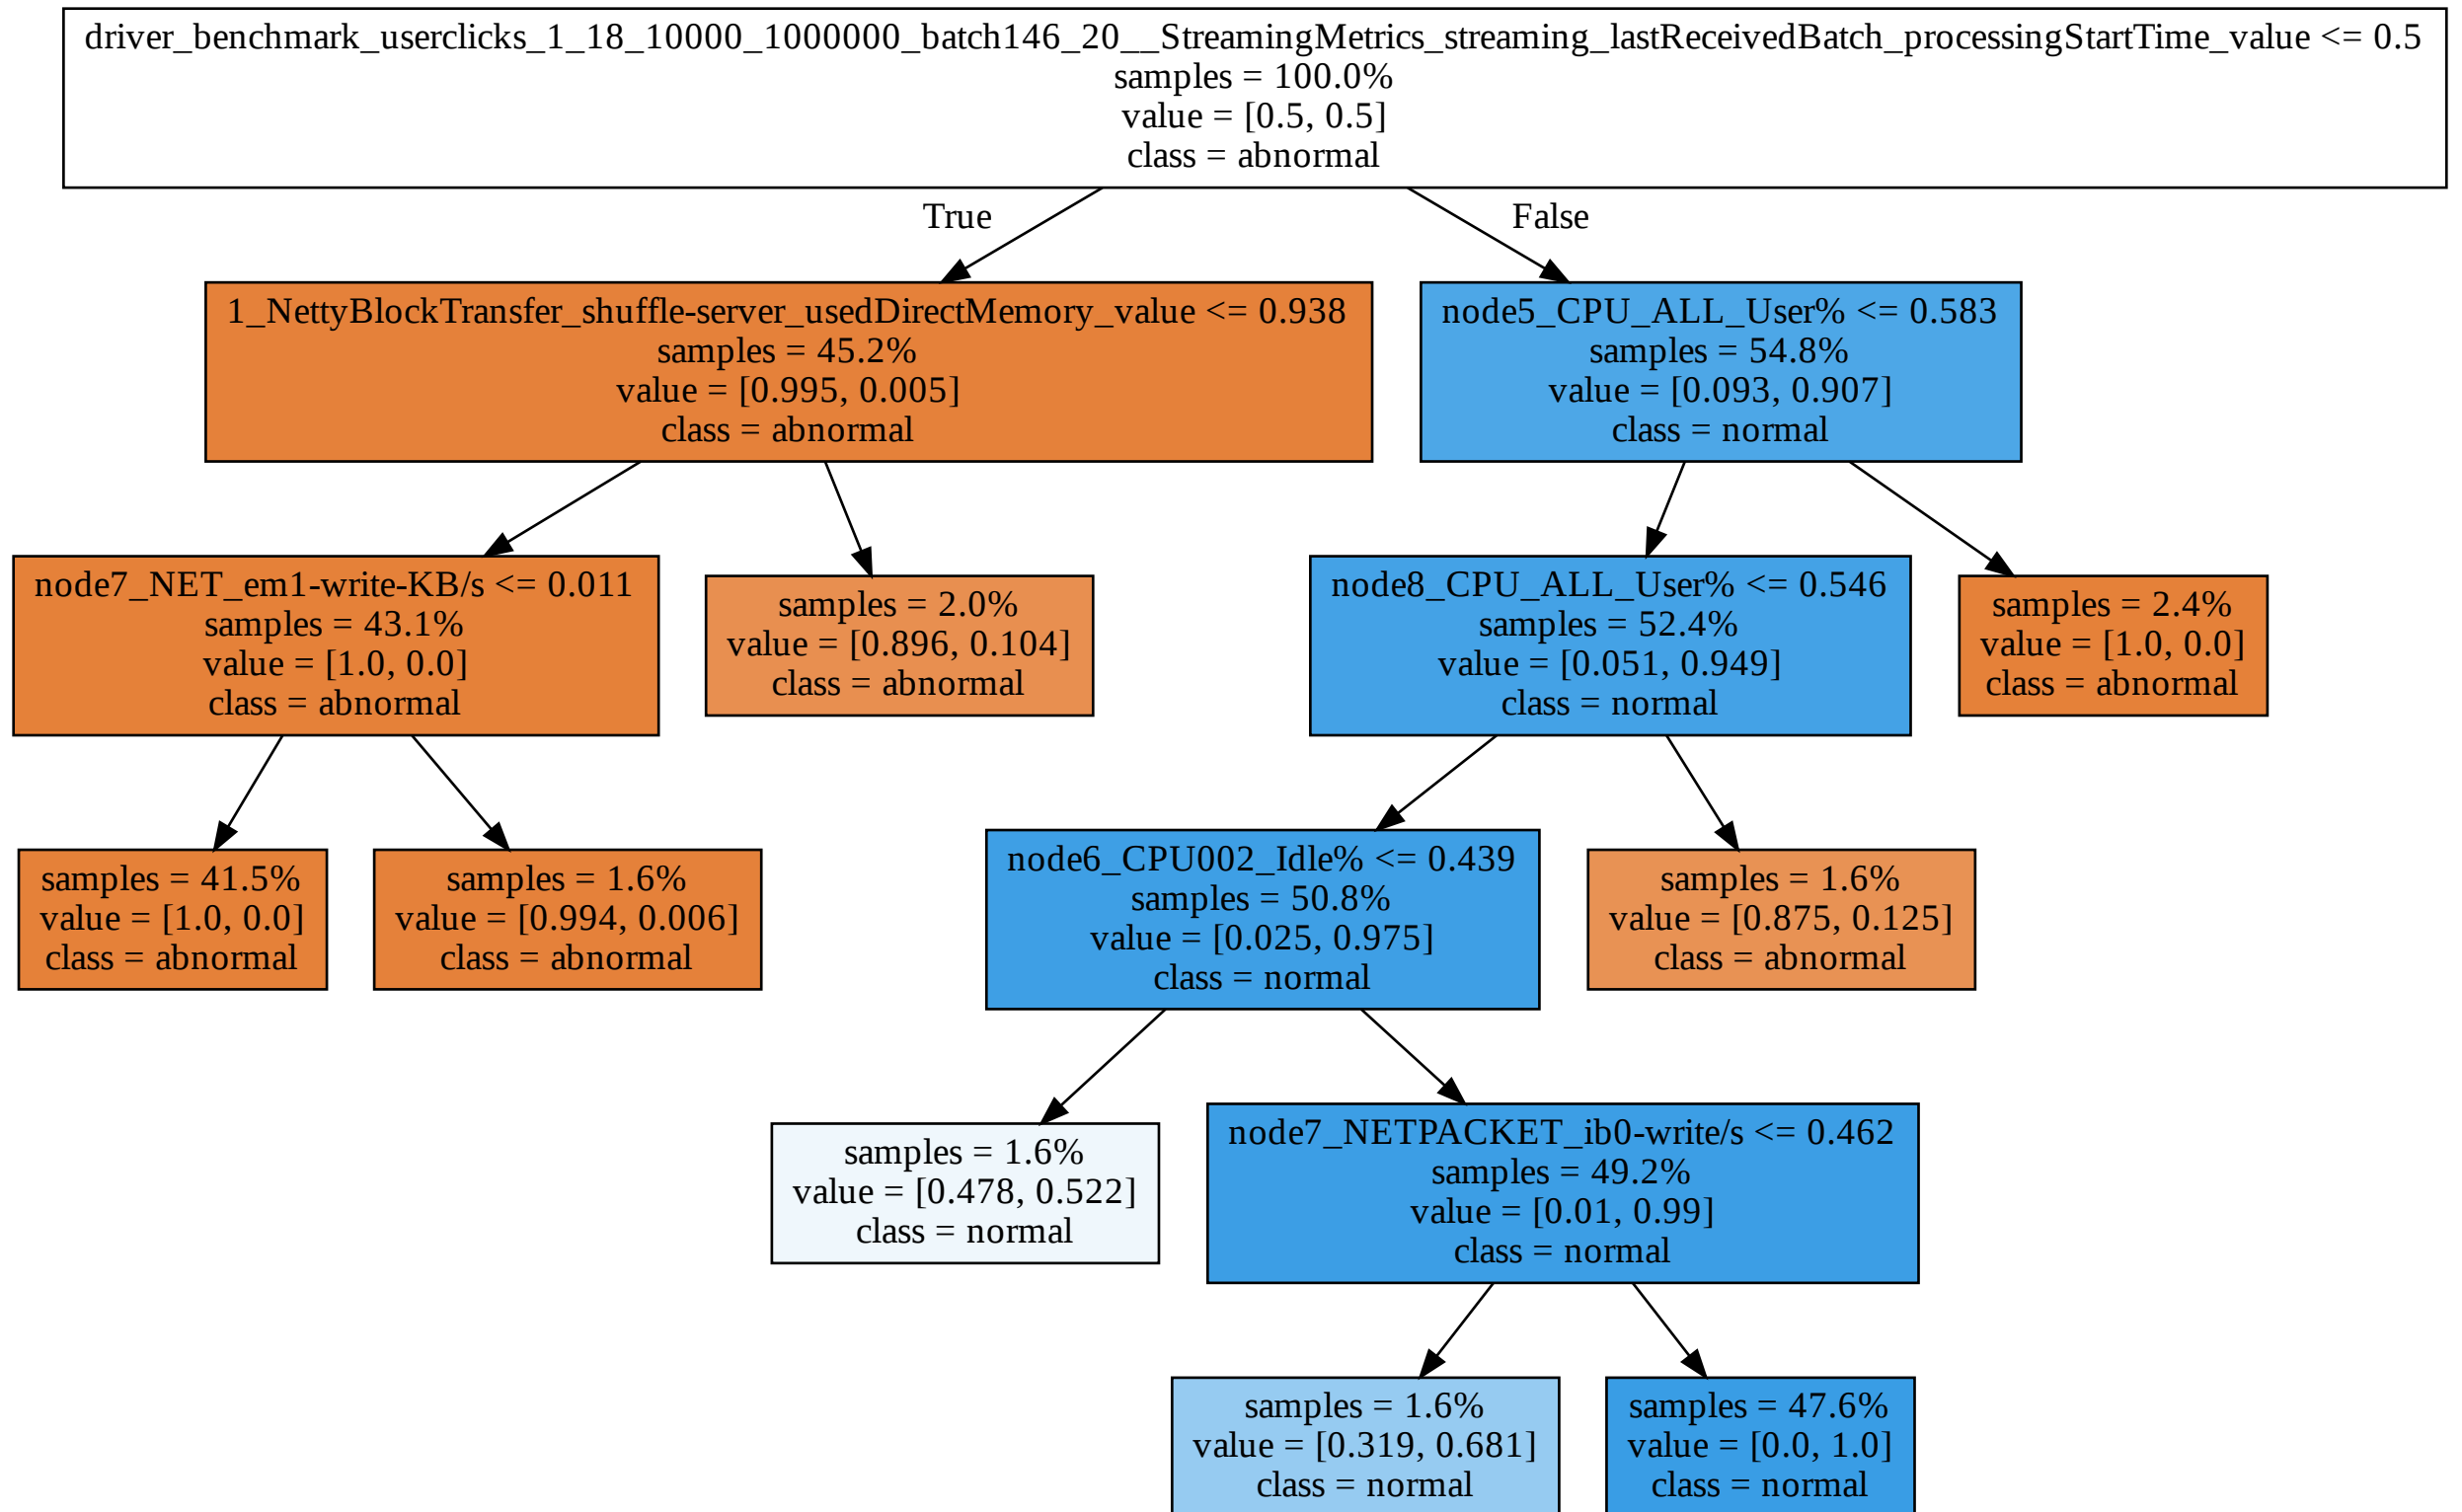 driver_benchmark_userclicks_1_18_10000_1000000_batch146_20__StreamingMetrics_streaming_lastReceivedBatch_processingStartTime_value <= 0.5
samples = 100.0%
value = [0.5, 0.5]
class = abnormal
True
False
1_NettyBlockTransfer_shuffle-server_usedDirectMemory_value <= 0.938
samples = 45.2%
value = [0.995, 0.005]
class = abnormal
node5_CPU_ALL_User% <= 0.583
samples = 54.8%
value = [0.093, 0.907]
class = normal
node7_NET_em1-write-KB/s <= 0.011
samples = 43.1%
value = [1.0, 0.0]
class = abnormal
samples = 2.0%
value = [0.896, 0.104]
class = abnormal
node8_CPU_ALL_User% <= 0.546
samples = 52.4%
value = [0.051, 0.949]
class = normal
samples = 2.4%
value = [1.0, 0.0]
class = abnormal
samples = 41.5%
value = [1.0, 0.0]
class = abnormal
samples = 1.6%
value = [0.994, 0.006]
class = abnormal
node6_CPU002_Idle% <= 0.439
samples = 50.8%
value = [0.025, 0.975]
class = normal
samples = 1.6%
value = [0.875, 0.125]
class = abnormal
samples = 1.6%
value = [0.478, 0.522]
class = normal
node7_NETPACKET_ib0-write/s <= 0.462
samples = 49.2%
value = [0.01, 0.99]
class = normal
samples = 1.6%
value = [0.319, 0.681]
class = normal
samples = 47.6%
value = [0.0, 1.0]
class = normal